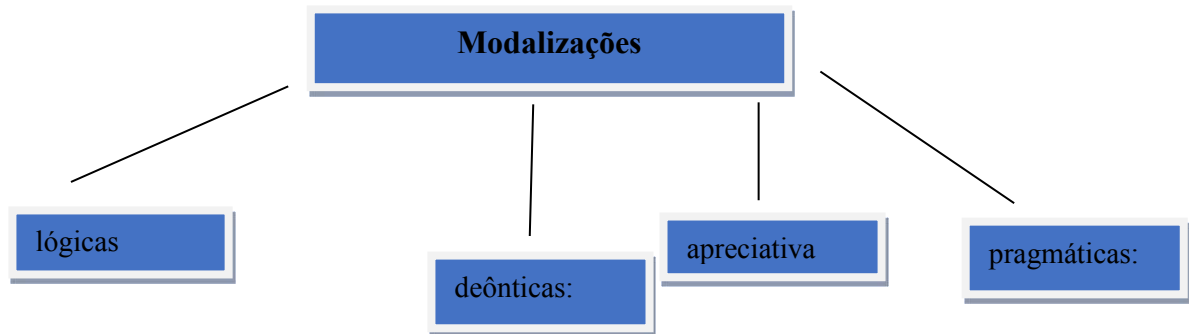 Modalizações
lógicas
deônticas:
apreciativa
pragmáticas: